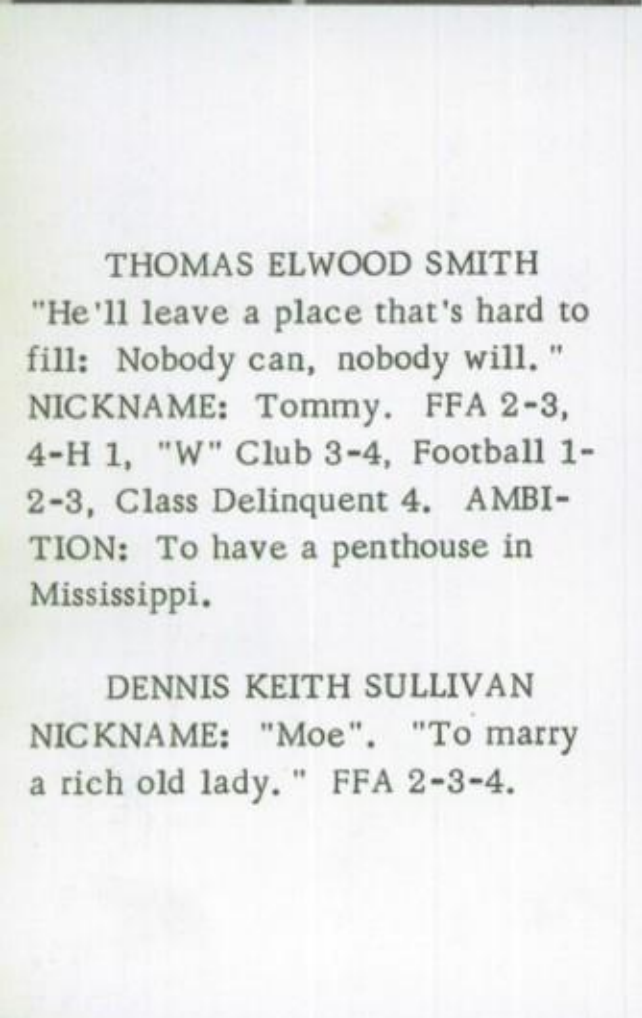 THOMAS ELWOOD SMITH
"He'll leave a place that's hard to
fill: Nobody can, nobody will. "
NICKNAME: Tommy. FFA 2-3,
4-H 1, "W" Club 3-4, Football 1-
2-3, Class Delinquent 4. AMBI-
TION: To have a penthouse in
Mississippi.
DENNIS KEITH SULLIVAN
NICKNAME: "Moe". "To marry
a rich old lady. " FFA 2-3-4.